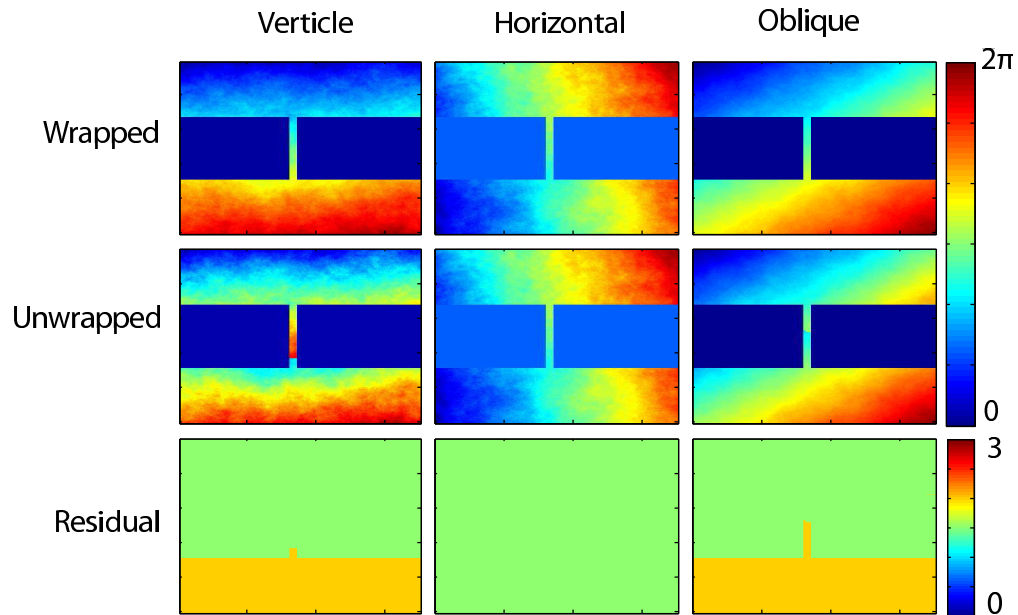 Verticle
Horizontal
Oblique
2π
Wrapped
Unwrapped
0
3
Residual
0